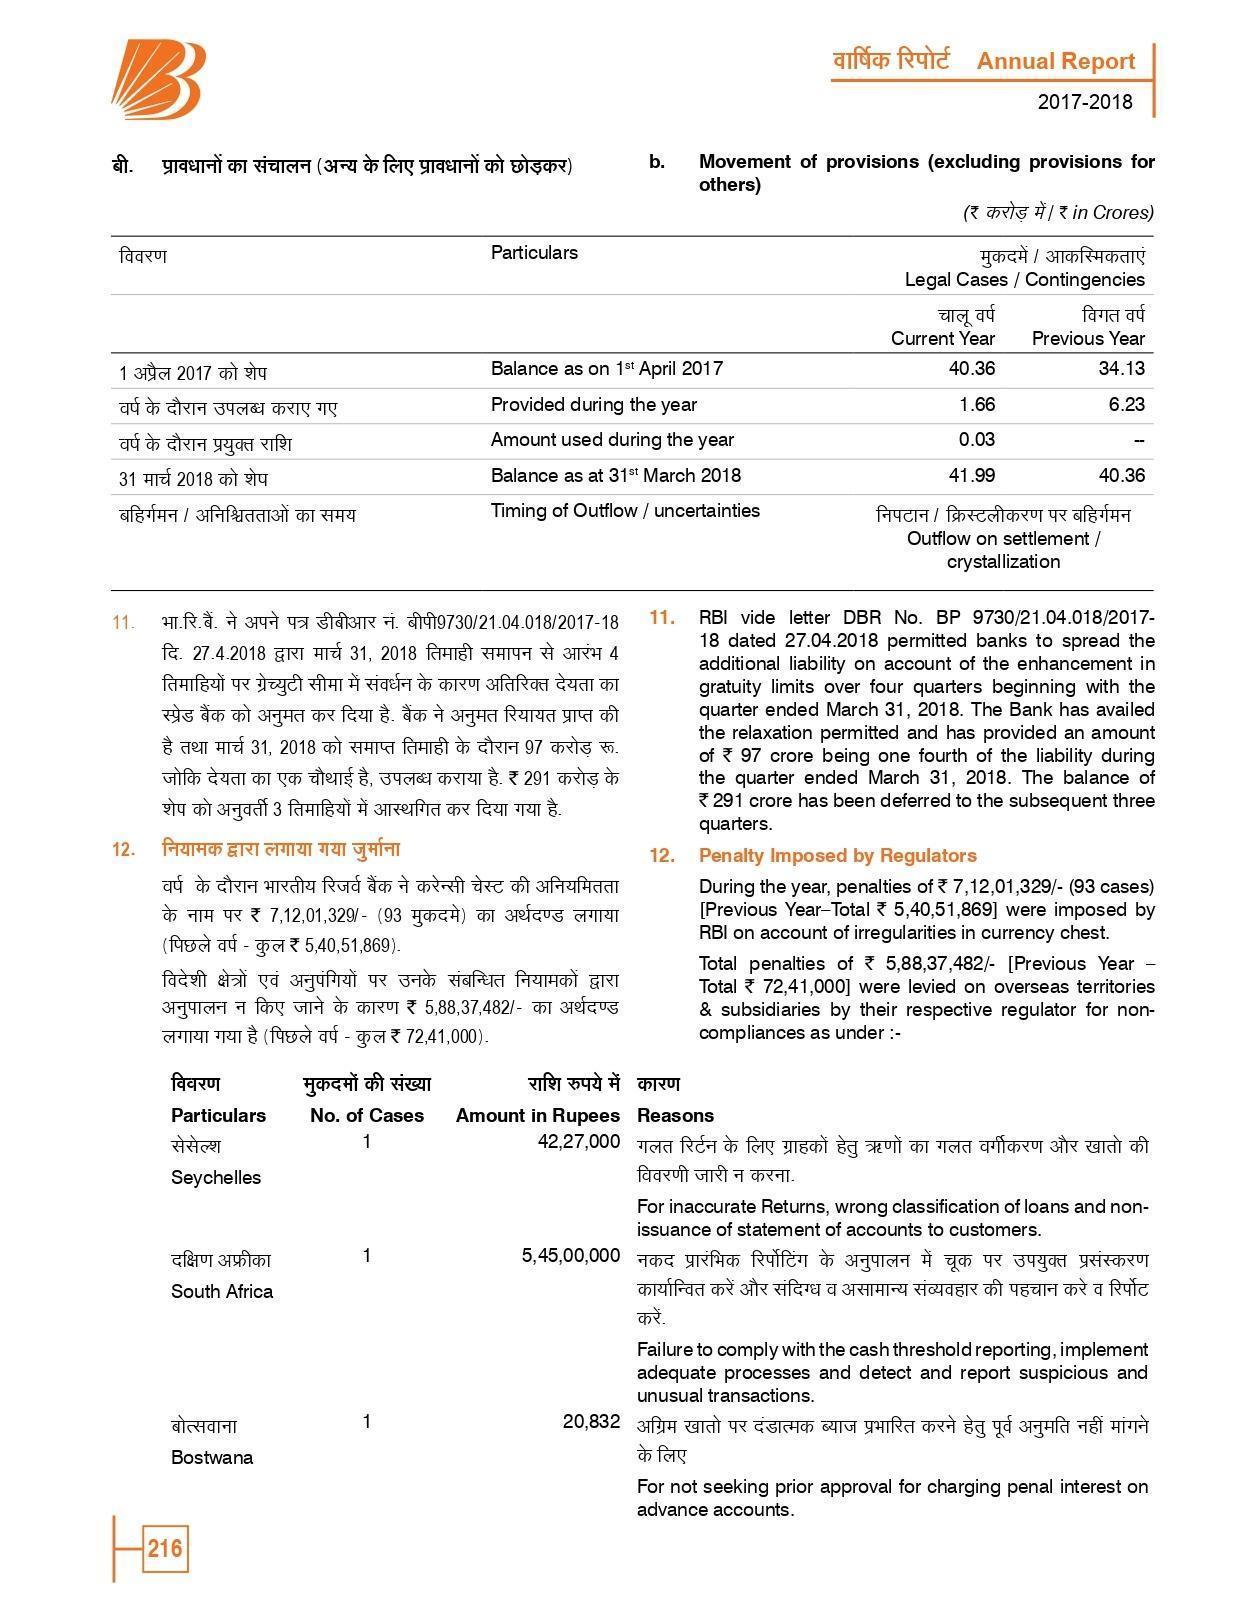 वार्षिक रिपोर्ट Annual Report
2017-2018
बी. प्रावधानों का संचालन (अन्य के लिए प्रावधानों को छोड़कर)
b. Movement of provisions (excluding provisions for
others)
(₹ करोड़ में / ₹ in Crores)
विवरण Particulars मुकदमें / आकस्मिकताएं
Legal Cases / Contingencies
चालू वर्ष विगत वर्ष
Current Year Previous Year
1 अप्रैल 2017 को शेष Balance as on 1st April 2017 40.36 34.13
वर्ष के दौरान उपलब्ध कराए गए Provided during the year 1.66 6.23
वर्ष के दौरान प्रयुक्त राशि Amount used during the year 0.03 --
31 मार्च 2018 को शेष Balance as at 31st March 2018 41.99 40.36
बहिर्गमन / अनिश्चितताओं का समय Timing of Outflow / uncertainties निपटान / क्रिस्टलीकरण पर बहिर्गमन
Outflow on settlement /
crystallization
11. भा.रि.बैं. ने अपने पत्र डीबीआर नं. बीपी9730/21.04.018/2017-18
दि. 27.4.2018 द्वारा मार्च 31, 2018 तिमाही समापन से आरंभ 4
तिमाहियों पर ग्रेच्युटी सीमा में संवर्धन के कारण अतिरिक्त देयता का
स्प्रेड बैंक को अनुमत कर दिया है. बैंक ने अनुमत रियायत प्राप्त की
है तथा मार्च 31, 2018 को समाप्त तिमाही के दौरान 97 करोड़ रू.
जोकि देयता का एक चौथाई है, उपलब्ध कराया है. ₹ 291 करोड़ के
शेष को अनुवर्ती 3 तिमाहियों में आस्थगित कर दिया गया है.
12. नियामक द्वारा लगाया गया जुर्माना
वर्ष के दौरान भारतीय रिजर्व बैंक ने करेन्सी चेस्ट की अनियमितता
के नाम पर ₹ 7,12,01,329/- (93 मुकदमे) का अर्थदण्ड लगाया
(पिछले वर्ष - कुल ₹ 5,40,51,869).
विदेशी क्षेत्रों एवं अनुषंगियों पर उनके संबन्धित नियामकों द्वारा
अनुपालन न किए जाने के कारण ₹ 5,88,37,482/- का अर्थदण्ड
लगाया गया है (पिछले वर्ष - कुल ₹ 72,41,000).
11. RBI vide letter DBR No. BP 9730/21.04.018/2017-
18 dated 27.04.2018 permitted banks to spread the
additional liability on account of the enhancement in
gratuity limits over four quarters beginning with the
quarter ended March 31, 2018. The Bank has availed
the relaxation permitted and has provided an amount
of ₹ 97 crore being one fourth of the liability during
the quarter ended March 31, 2018. The balance of
₹ 291 crore has been deferred to the subsequent three
quarters.
12. Penalty Imposed by Regulators
During the year, penalties of ₹ 7,12,01,329/- (93 cases)
[Previous Year–Total ₹ 5,40,51,869] were imposed by
RBI on account of irregularities in currency chest.
Total penalties of ₹ 5,88,37,482/- [Previous Year –
Total ₹ 72,41,000] were levied on overseas territories
& subsidiaries by their respective regulator for non-
compliances as under :-
विवरण मुकदमों की संख्या राशि रुपये में कारण
Particulars No. of Cases Amount in Rupees Reasons
सेसेल्श 1 42,27,000 गलत रिर्टन के लिए ग्राहकों हेतु ऋणों का गलत वर्गीकरण और खातो की
विवरणी जारी न करना.
Seychelles
For inaccurate Returns, wrong classification of loans and non-
issuance of statement of accounts to customers.
दक्षिण अफ्रीका 1 5,45,00,000 नकद प्रारंभिक रिर्पोटिंग के अनुपालन में चूक पर उपयुक्त प्रसंस्करण
South Africa कार्यान्वित करें और संदिग्ध व असामान्य संव्यवहार की पहचान करे व रिर्पोट
करें.
Failure to comply with the cash threshold reporting, implement
adequate processes and detect and report suspicious and
unusual transactions.
बोत्सवाना 1 20,832 अग्रिम खातो पर दंडात्मक ब्याज प्रभारित करने हेतु पूर्व अनुमति नहीं मांगने
Bostwana के लिए
For not seeking prior approval for charging penal interest on
advance accounts.
216